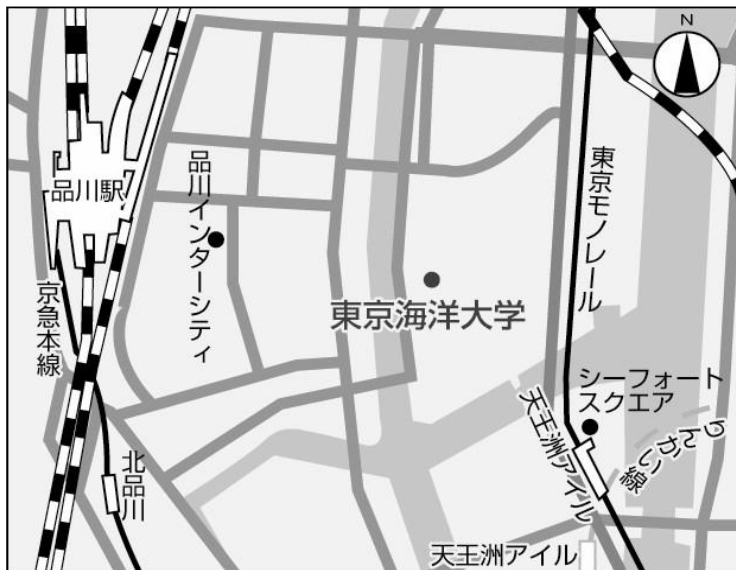 N
品川駅
品川インターシティ
東京モノレール
京急本線
東京海洋大学
シーフォート
スクエア
天王洲アイル
りんかい線
北品川
天王洲アイル